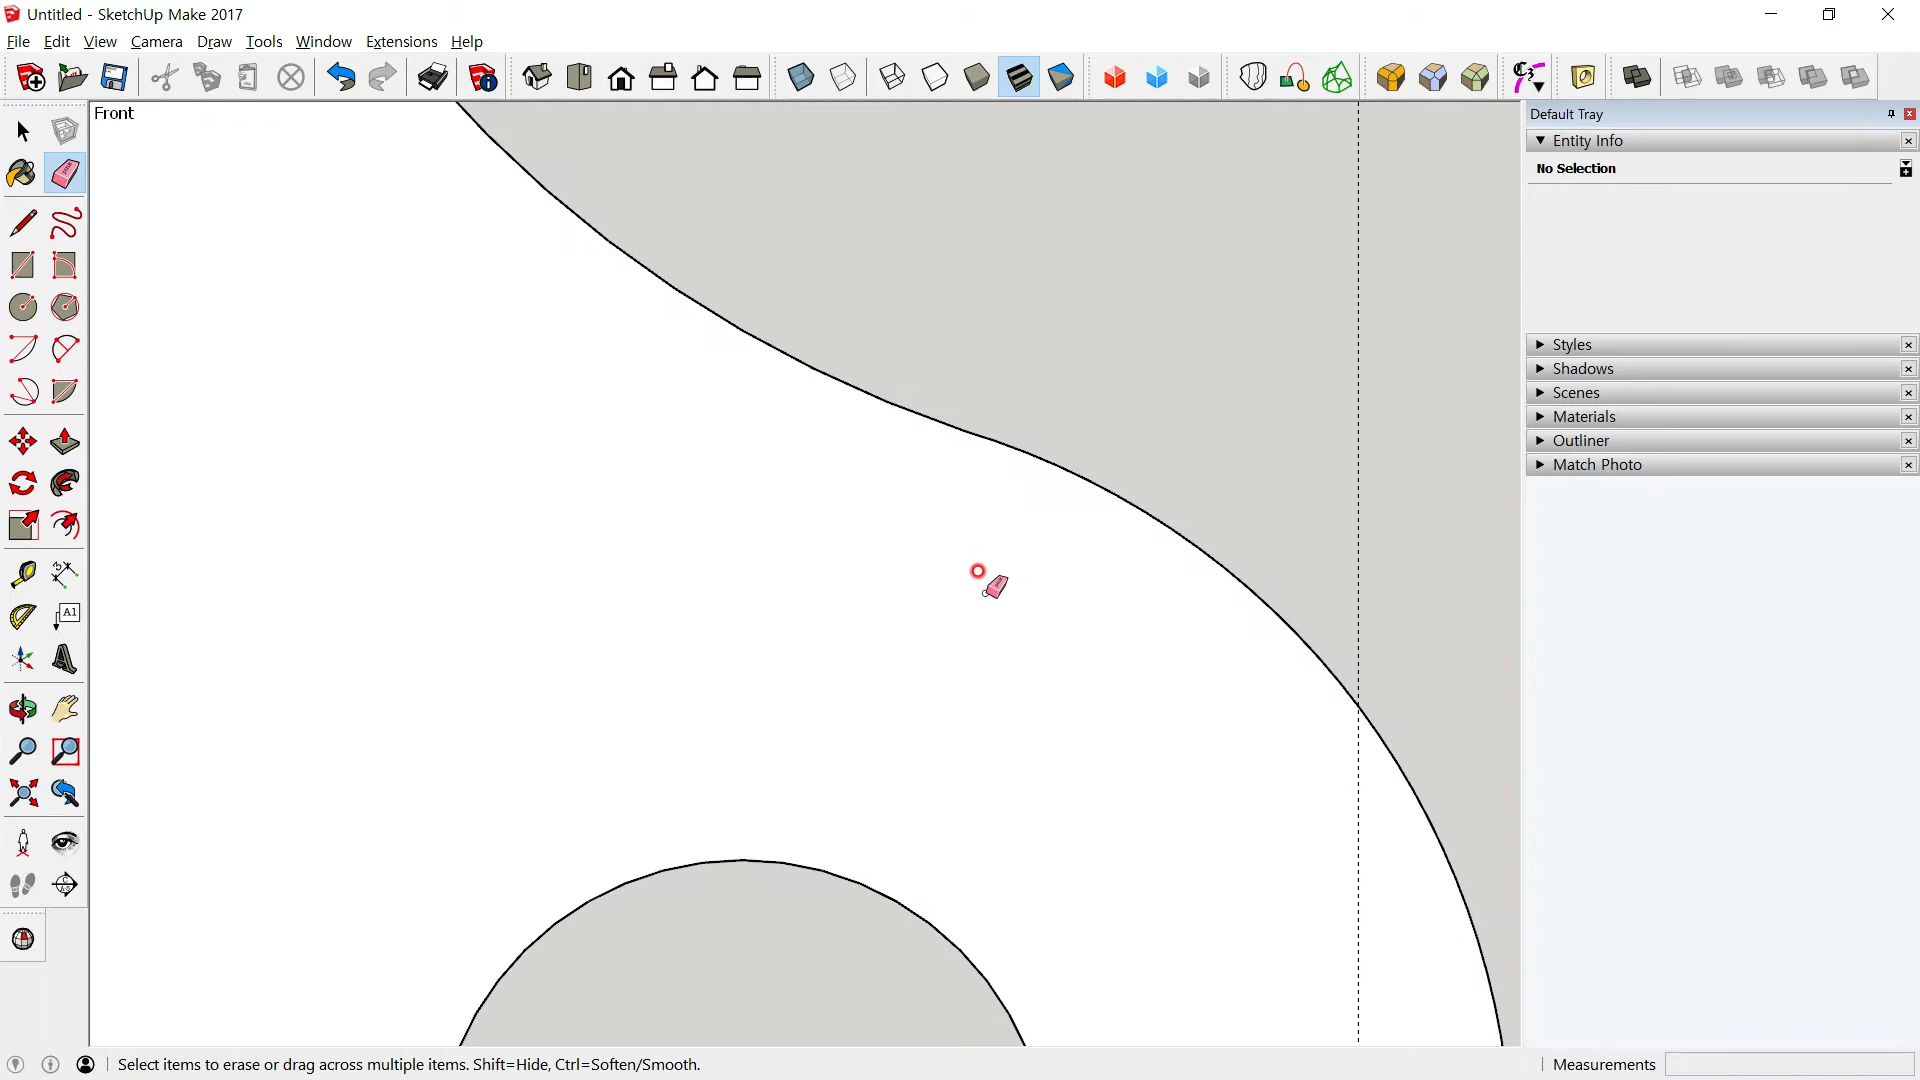 Untitled - SketchUp Make 2017
File Edit View Camera Draw Tools Window Extensions Help
Front
Default Tray
Entity Info
No Selection
Styles
Shadows
Scenes
Materials
Outliner
Match Photo
A1
Select items to erase or drag across multiple items. Shift=Hide, Ctrl=Soften/Smooth.
Measurements